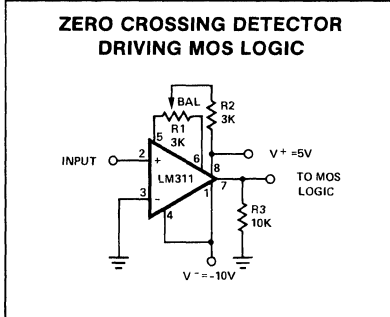 ZERO CROSSING DETECTOR
DRIVING MOS LOGIC
BAL
R2
3K
R1
3K
5
6
INPUT
2
+
8
V+ =5V
LM311
7
TO MOS
LOGIC
3
-
1
4
R3
10K
V-=-10V